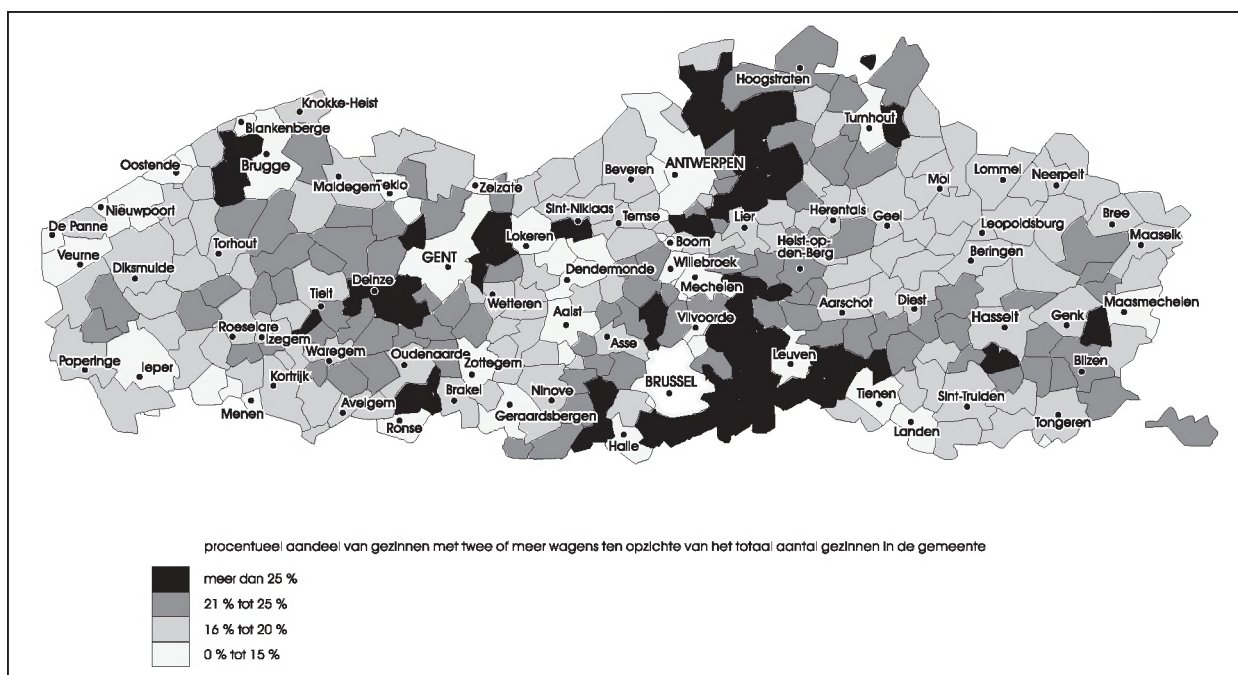 Knokke-Heist
Blankenberge
Oostende
Brugge
Maldegem
Eeklo
Zelzate
Nieuwpoort
De Panne
Veurne
Diksmuide
Torhout
GENT
Deinze
Tielt
Roeselare
Izegem
Waregem
Poperinge
Ieper
Kortrijk
Menen
Avelgem
Oudenaarde
Ronse
Zottegem
Brakel
Geraardsbergen
Ninove
Wetteren
Aalst
Asse
Lokeren
Dendermonde
Sint-Niklaas
Temse
Beveren
ANTWERPEN
Hoogstraten
Turnhout
Boom
Willebroek
Mechelen
Vilvoorde
BRUSSEL
Halle
Lier
Heist-op-
den-Berg
Herentals
Geel
Mol
Lommel
Neerpelt
Leopoldsburg
Beringen
Bree
Maaseik
Aarschot
Diest
Hasselt
Genk
Maasmechelen
Bilzen
Leuven
Tienen
Landen
Sint-Truiden
Tongeren
procentueel aandeel van gezinnen met twee of meer wagens ten opzichte van het totaal aantal gezinnen in de gemeente
meer dan 25 %
21 % tot 25 %
16 % tot 20 %
0 % tot 15 %